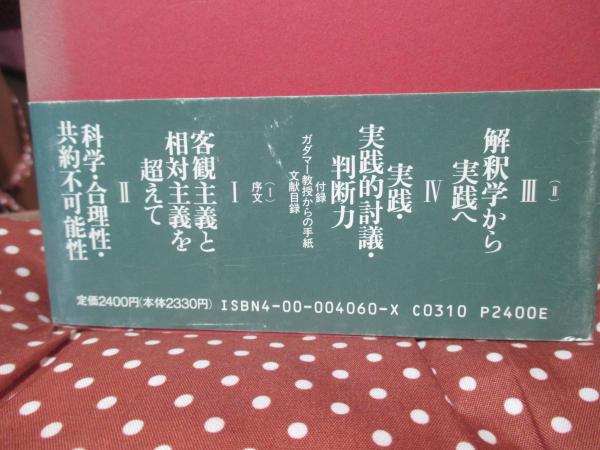 (Ⅱ)
Ⅲ
解釈学から
実践へ
Ⅳ
実践・
実践的討議・
判断力
付録
ガダマー教授からの手紙
文献目録
(Ⅰ)
序文
Ⅰ
客観主義と
相対主義を
超えて
Ⅱ
科学・合理性・
共約不可能性
定価2400円(本体2330円) ISBN4-00-004060-X C0310 P2400E